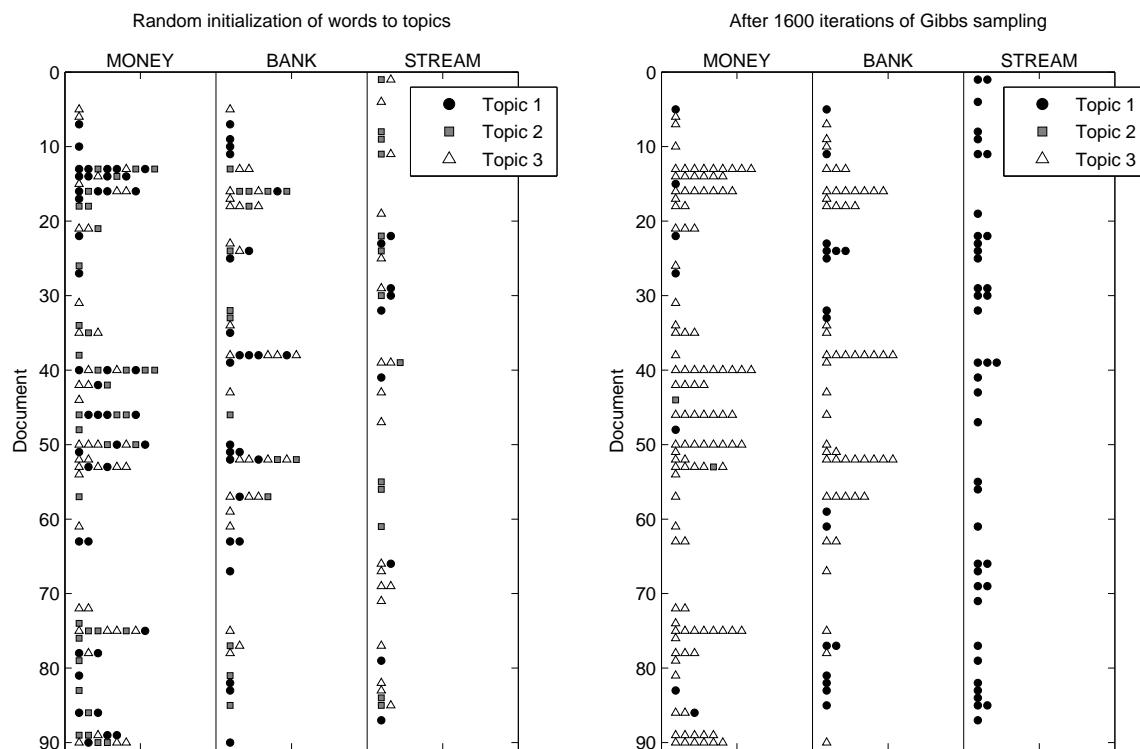 Random initialization of words to topics
MONEY BANK STREAM
0
10
20
30
40
50
60
70
80
90
Document
Topic 1
Topic 2
Topic 3
After 1600 iterations of Gibbs sampling
MONEY BANK STREAM
0
10
20
30
40
50
60
70
80
90
Document
Topic 1
Topic 2
Topic 3